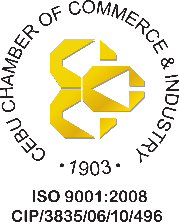 CEBU CHAMBER OF COMMERCE & INDUSTRY
• 1903 •
ISO 9001:2008
CIP/3835/06/10/496